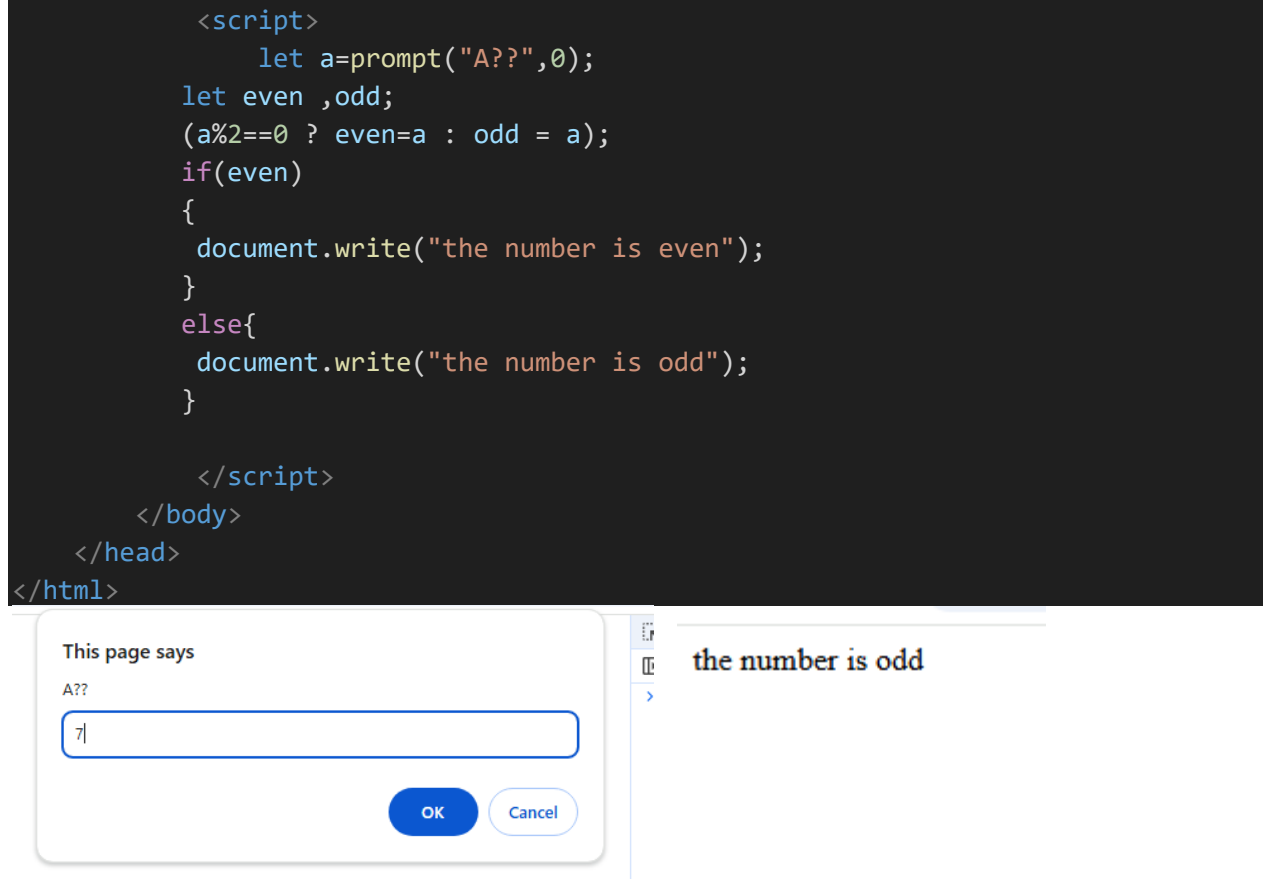 <script>
let a=prompt("A??",0);
let even ,odd;
(a%2==0 ? even=a : odd = a);
if(even)
{
document.write("the number is even");
}
else{
document.write("the number is odd");
}
</script>
</body>
</head>
</html>
This page says
A??
7
OK Cancel
the number is odd